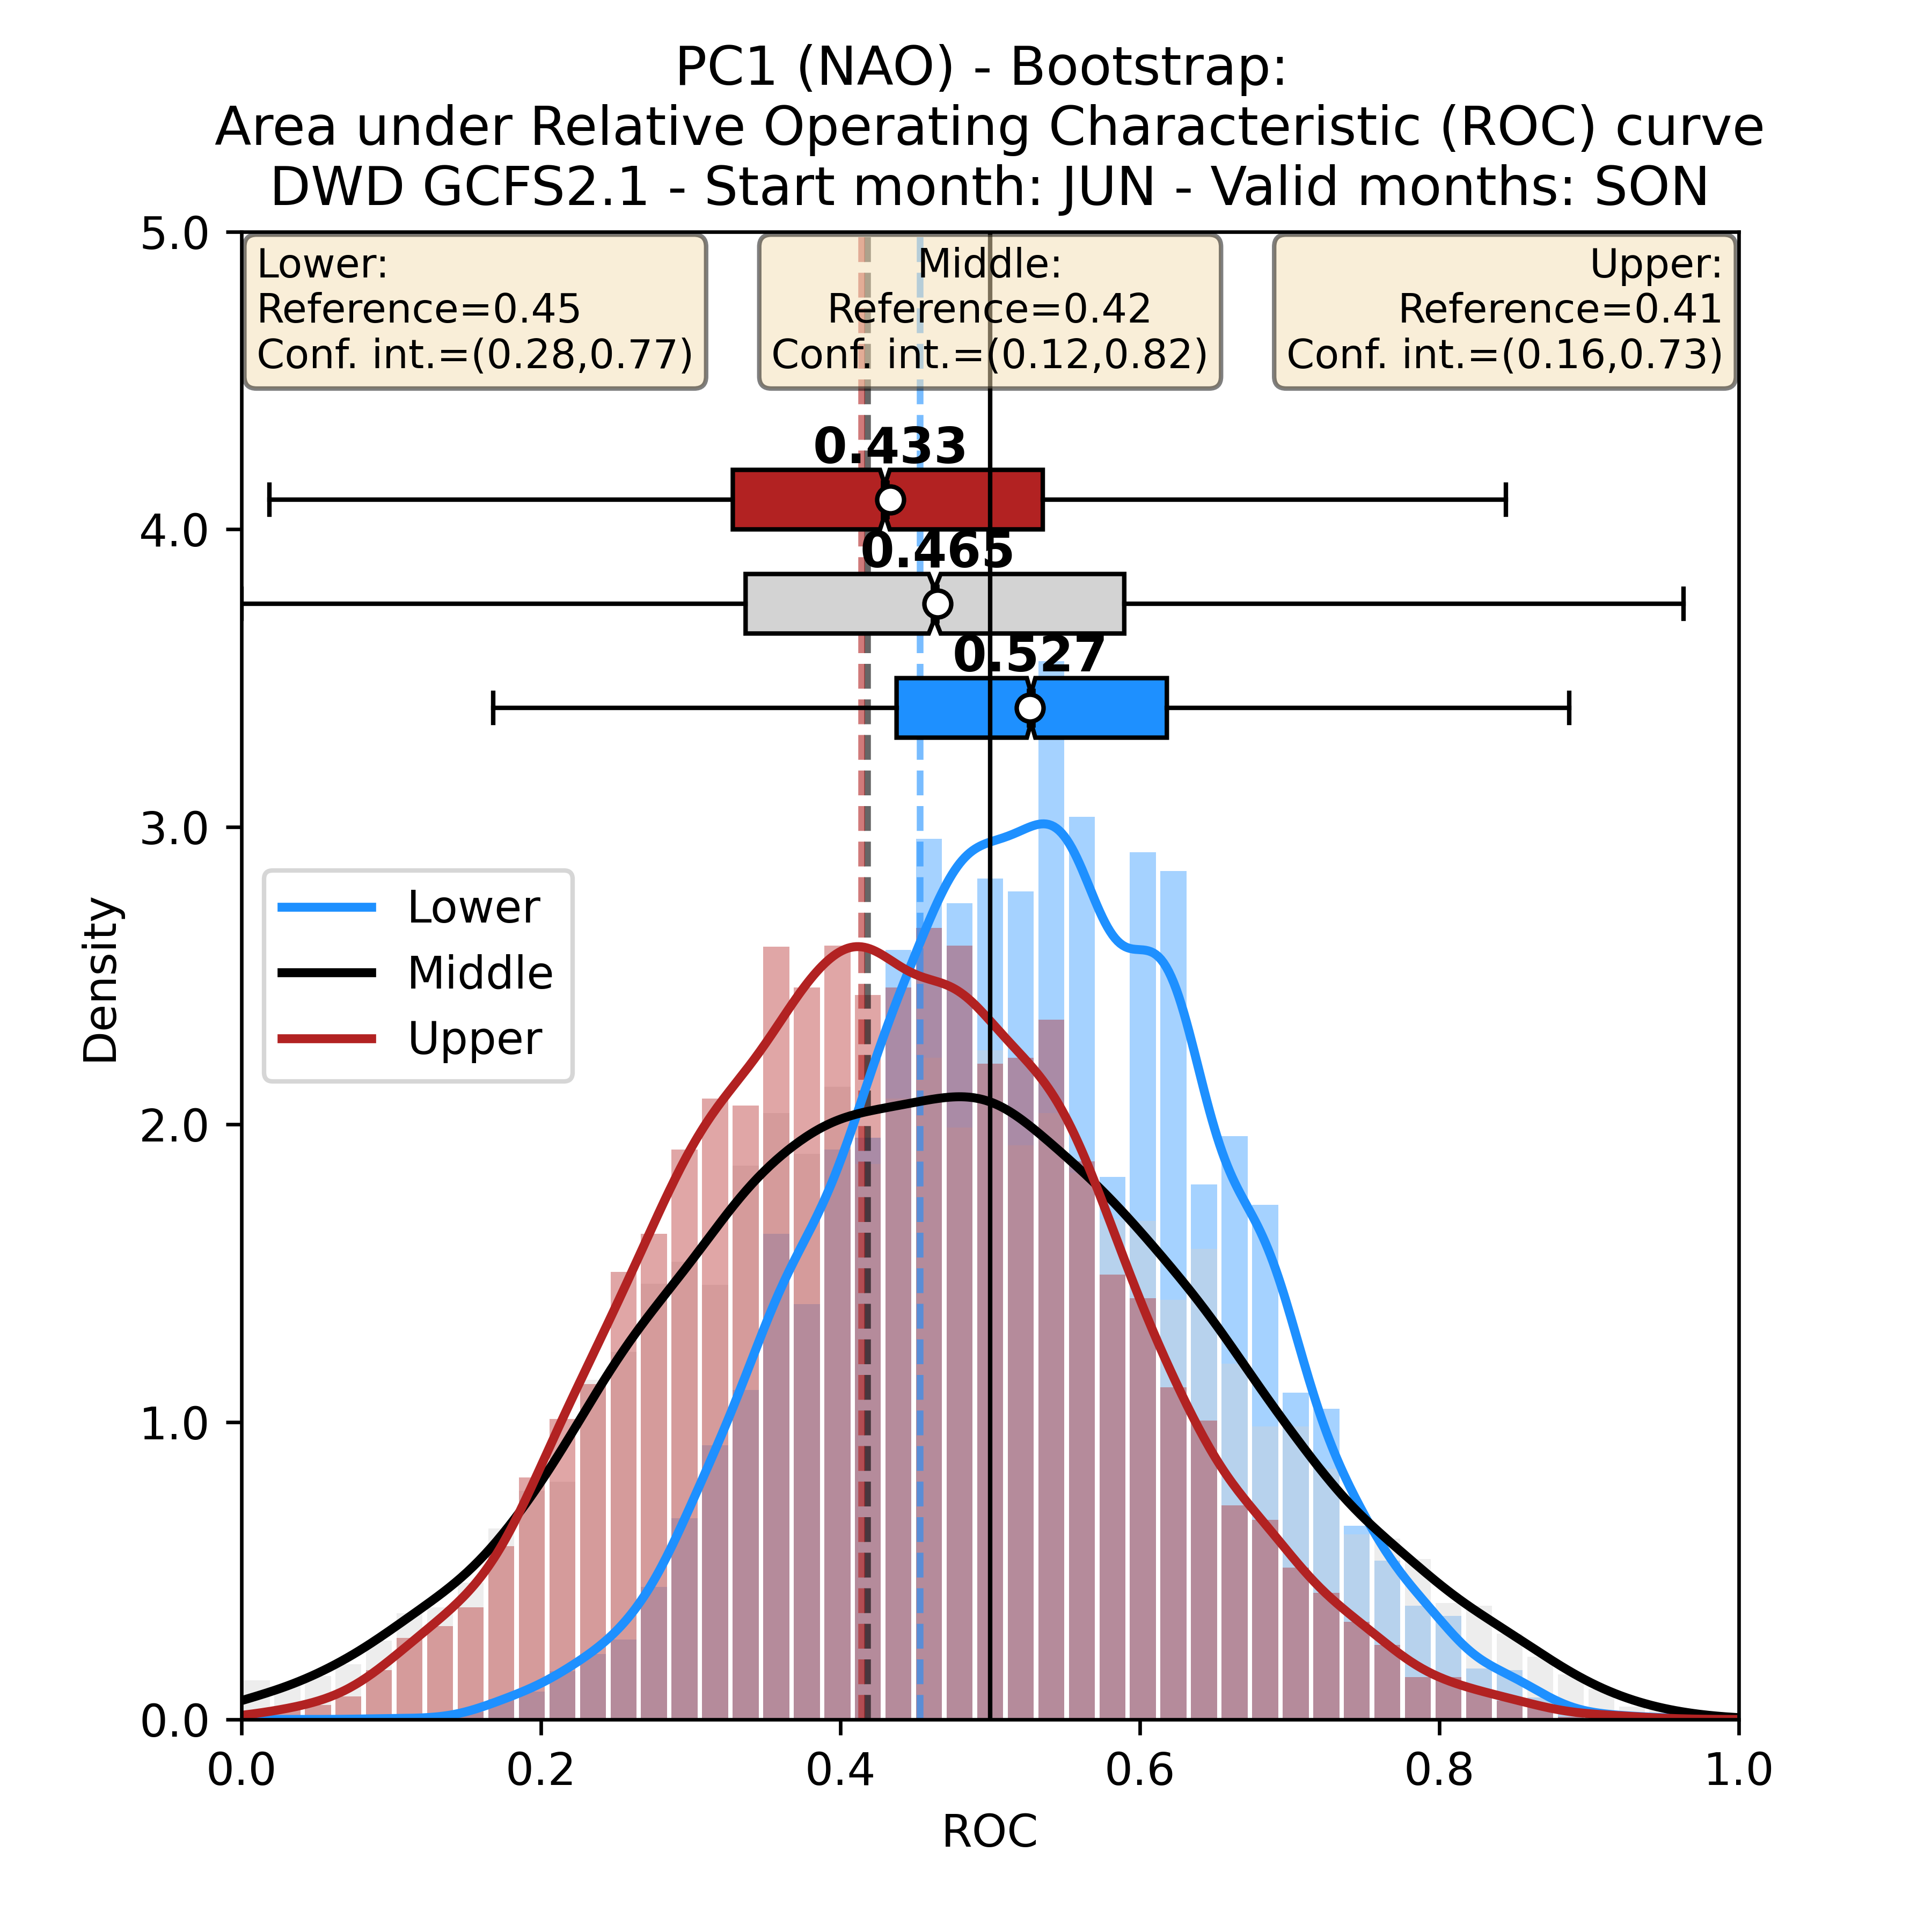 PC1 (NAO) - Bootstrap:
Area under Relative Operating Characteristic (ROC) curve
DWD GCFS2.1 - Start month: JUN - Valid months: SON
Lower:
Reference=0.45
Conf. int.=(0.28,0.77)
Middle:
Reference=0.42
Conf. int.=(0.12,0.82)
Upper:
Reference=0.41
Conf. int.=(0.16,0.73)
0.433
0.465
0.527
Lower
Middle
Upper
Density
5.0
4.0
3.0
2.0
1.0
0.0
0.0
0.2
0.4
0.6
0.8
1.0
ROC